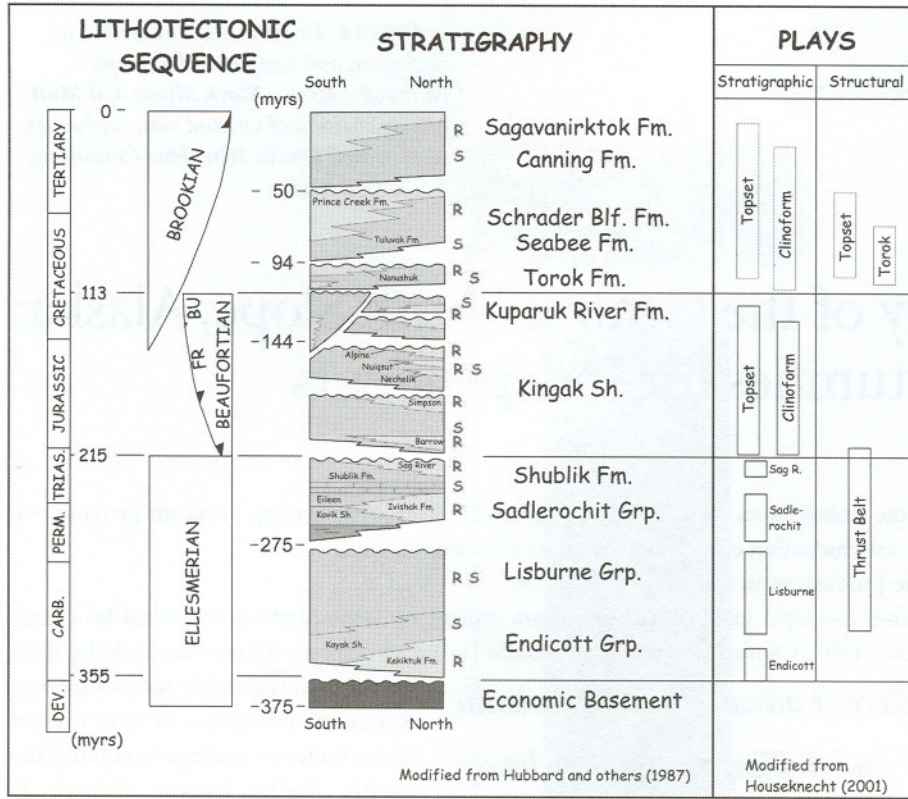 LITHOTECTONIC
SEQUENCE
STRATIGRAPHY
PLAYS
South North
(myrs)
Stratigraphic Structural
0
50
94
113
144
215
275
355
375
(myrs)
TERTIARY
CRETACEOUS
JURASSIC
TRIAS.
PERM.
CARB.
DEV.
BROOKIAN
FR BU
BEAUFORTIAN
ELLESMERIAN
Prince Creek Fm.
Tuluvak Fm.
Nanushuk
Alpine
Nuiqsut
Nechelik
Simpson
Barrow
Sag River
Shublik Fm.
Eileen
Ivishak Fm.
Kavik Sh.
Kayak Sh.
Kekiktuk Fm.
South North
R
S
R
S
R
S
R
R
R S
R
S
R
R
S
R
R S
S
R
Sagavanirktok Fm.
Canning Fm.
Schrader Blf. Fm.
Seabee Fm.
Torok Fm.
Kuparuk River Fm.
Kingak Sh.
Shublik Fm.
Sadlerochit Grp.
Lisburne Grp.
Endicott Grp.
Economic Basement
Topset
Clinoform
Topset
Torok
Topset
Clinoform
Sag R.
Sadle-
rochit
Lisburne
Endicott
Thrust Belt
Modified from Hubbard and others (1987)
Modified from
Houseknecht (2001)